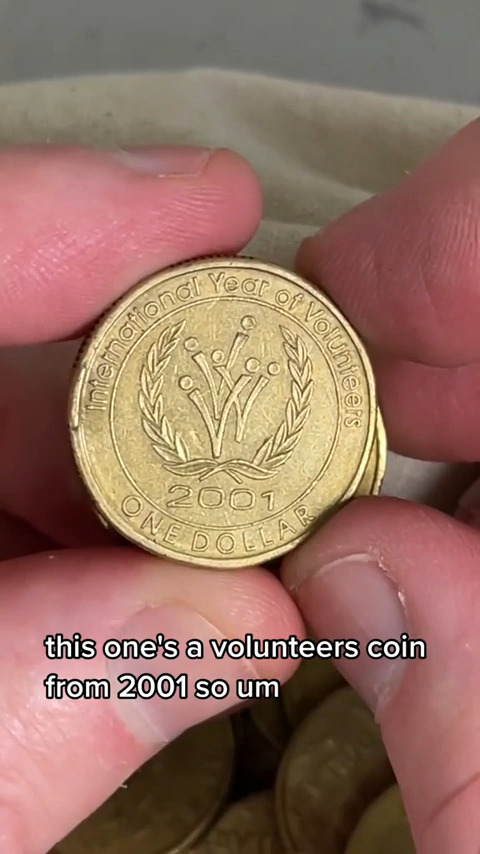 International Year of Volunteers
2001
ONE DOLLAR
this one's a volunteers coin
from 2001 so um